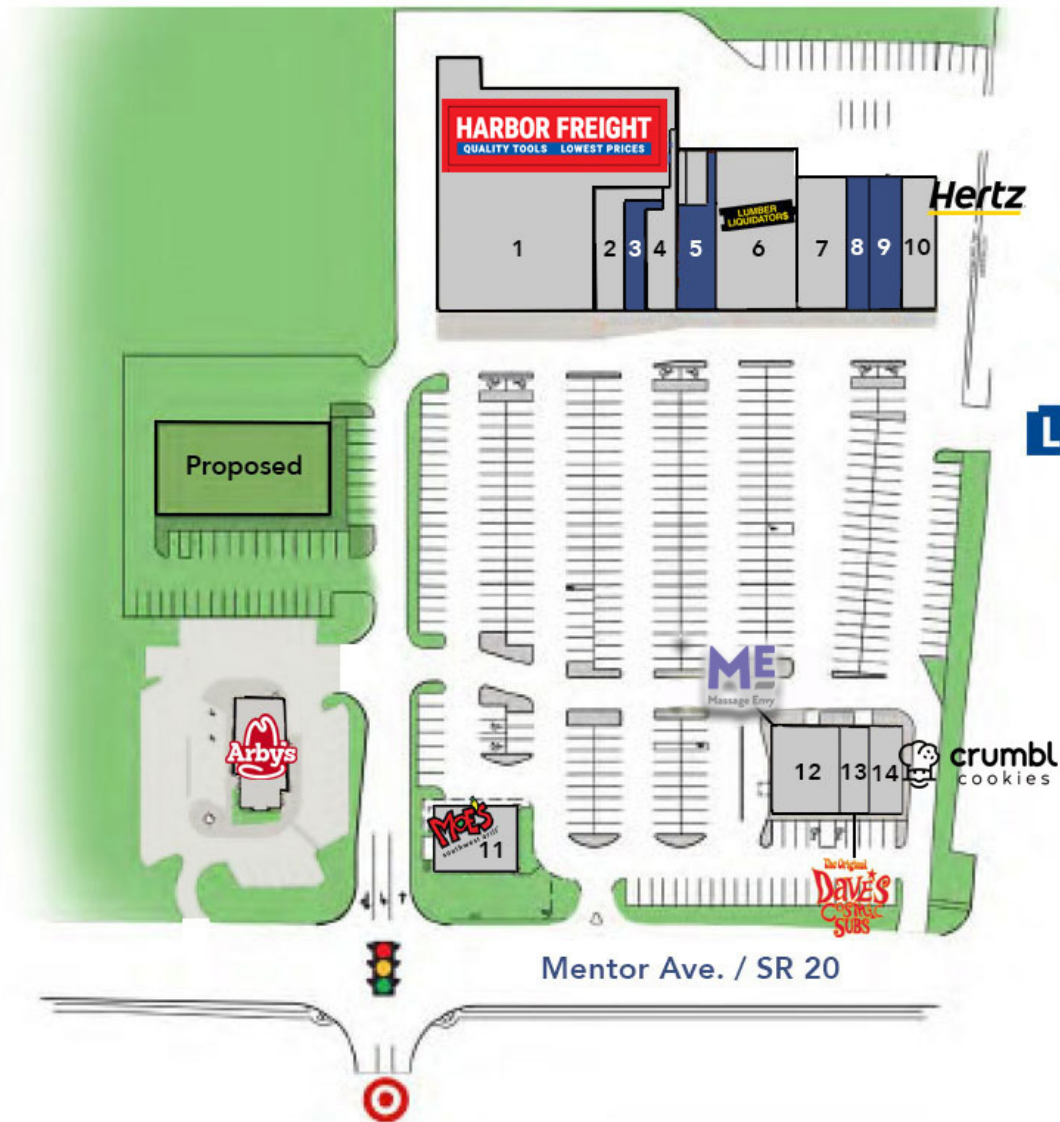 HARBOR FREIGHT
QUALITY TOOLS LOWEST PRICES
Hertz
LUMBER
LIQUIDATORS
1
2
3
4
5
6
7
8
9
10
L
Proposed
ME
Massage Envy
Arby's
12
13
14
crumbl
cookies
MOE'S
southwest grill
11
The Original
DAVE'S
COSMIC
SUBS
Mentor Ave. / SR 20